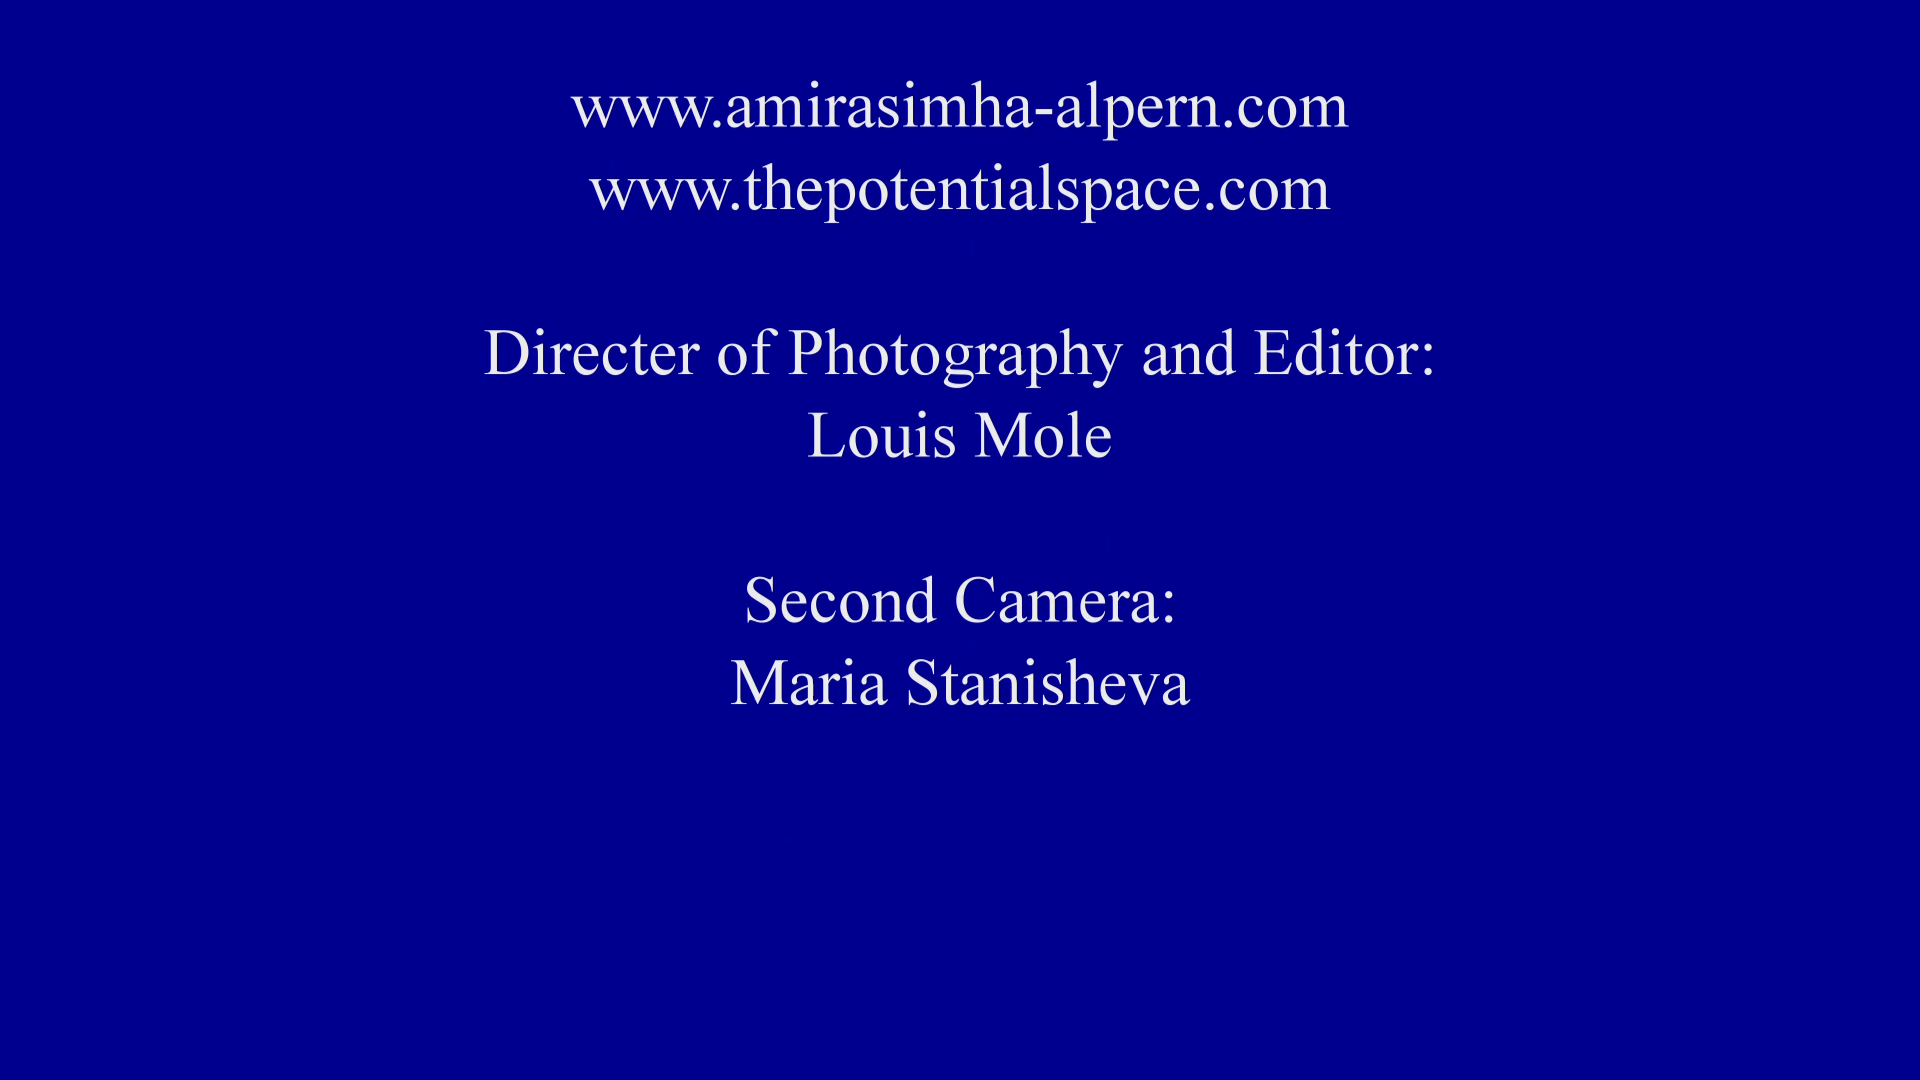 www.amirasimha-alpern.com
www.thepotentialspace.com
Directer of Photography and Editor:
Louis Mole
Second Camera:
Maria Stanisheva